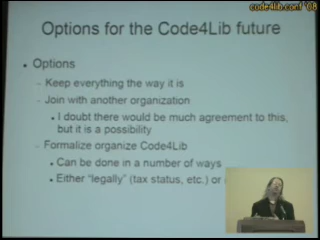 code4lib.conf '08
Options for the Code4Lib future
• Options
– Keep everything the way it is
– Join with another organization
• I doubt there would be much agreement to this,
but it is a possibility
– Formalize organize Code4Lib
• Can be done in a number of ways
• Either "legally" (tax status, etc.) or